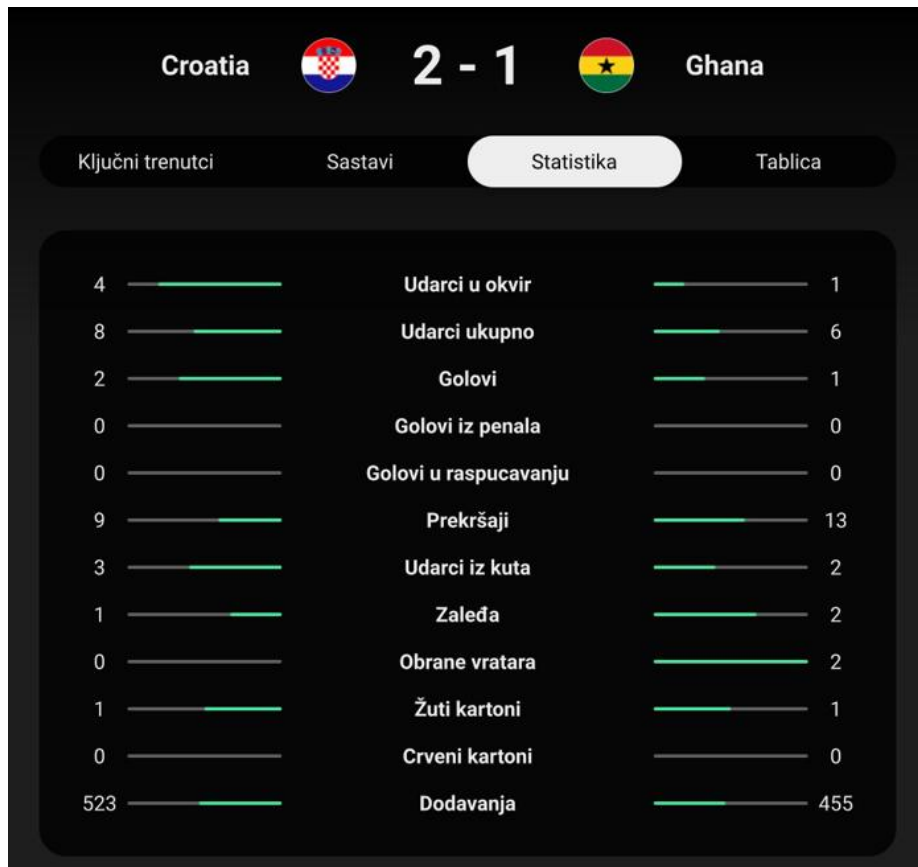 Croatia 2 - 1 Ghana
Ključni trenutci Sastavi Statistika Tablica
4 Udarci u okvir 1
8 Udarci ukupno 6
2 Golovi 1
0 Golovi iz penala 0
0 Golovi u raspucavanju 0
9 Prekršaji 13
3 Udarci iz kuta 2
1 Zaleđa 2
0 Obrane vratara 2
1 Žuti kartoni 1
0 Crveni kartoni 0
523 Dodavanja 455